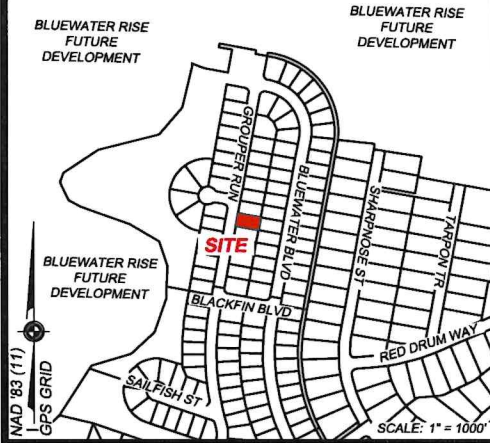 BLUEWATER RISE
FUTURE
DEVELOPMENT
BLUEWATER RISE
FUTURE
DEVELOPMENT
GROUPER RUN
BLUEWATER BLVD
SHARPNOSE ST
TARPON TR
SITE
BLUEWATER RISE
FUTURE
DEVELOPMENT
BLACKFIN BLVD
RED DRUM WAY
SAILFISH ST
NAD '83 (11)
GPS GRID
SCALE: 1" = 1000'